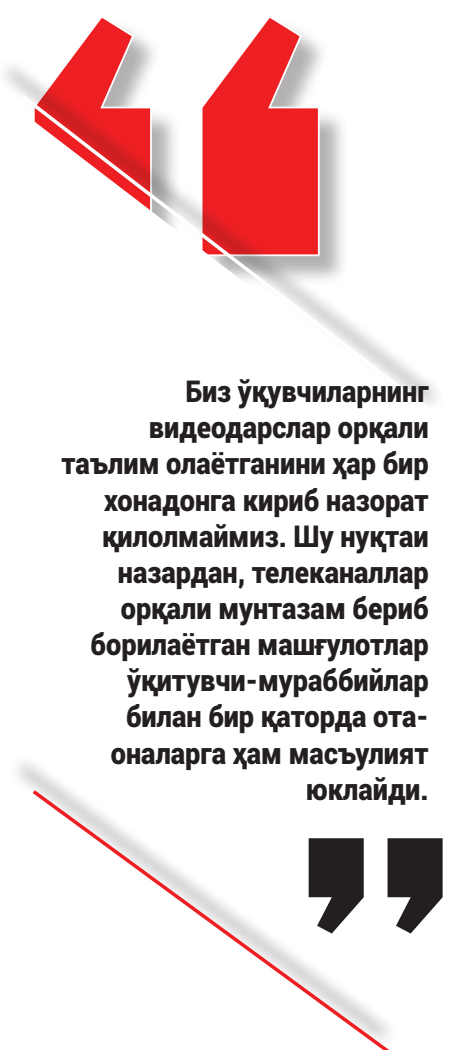 Биз ўқувчиларнинг
видеодарслар орқали
таълим олаётганини ҳар бир
хонадонга кириб назорат
қилолмаймиз. Шу нуқтаи
назардан, телеканаллар
орқали мунтазам бериб
борилаётган машғулотлар
ўқитувчи-мураббийлар
билан бир қаторда ота-
оналарга ҳам масъулият
юклайди.